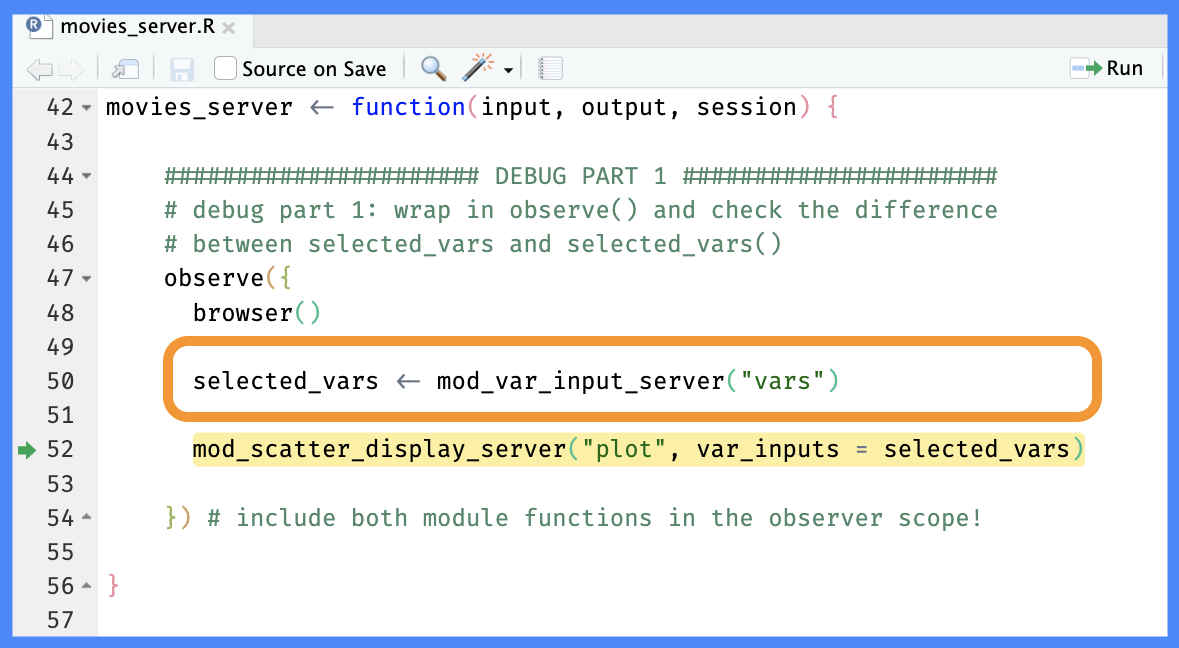 R movies_server.R
Source on Save Run
42 movies_server <- function(input, output, session) {
43
44 ###################### DEBUG PART 1 ######################
45 # debug part 1: wrap in observe() and check the difference
46 # between selected_vars and selected_vars()
47 observe({
48 browser()
49
50 selected_vars <- mod_var_input_server("vars")
51
52 mod_scatter_display_server("plot", var_inputs = selected_vars)
53
54 }) # include both module functions in the observer scope!
55
56 }
57